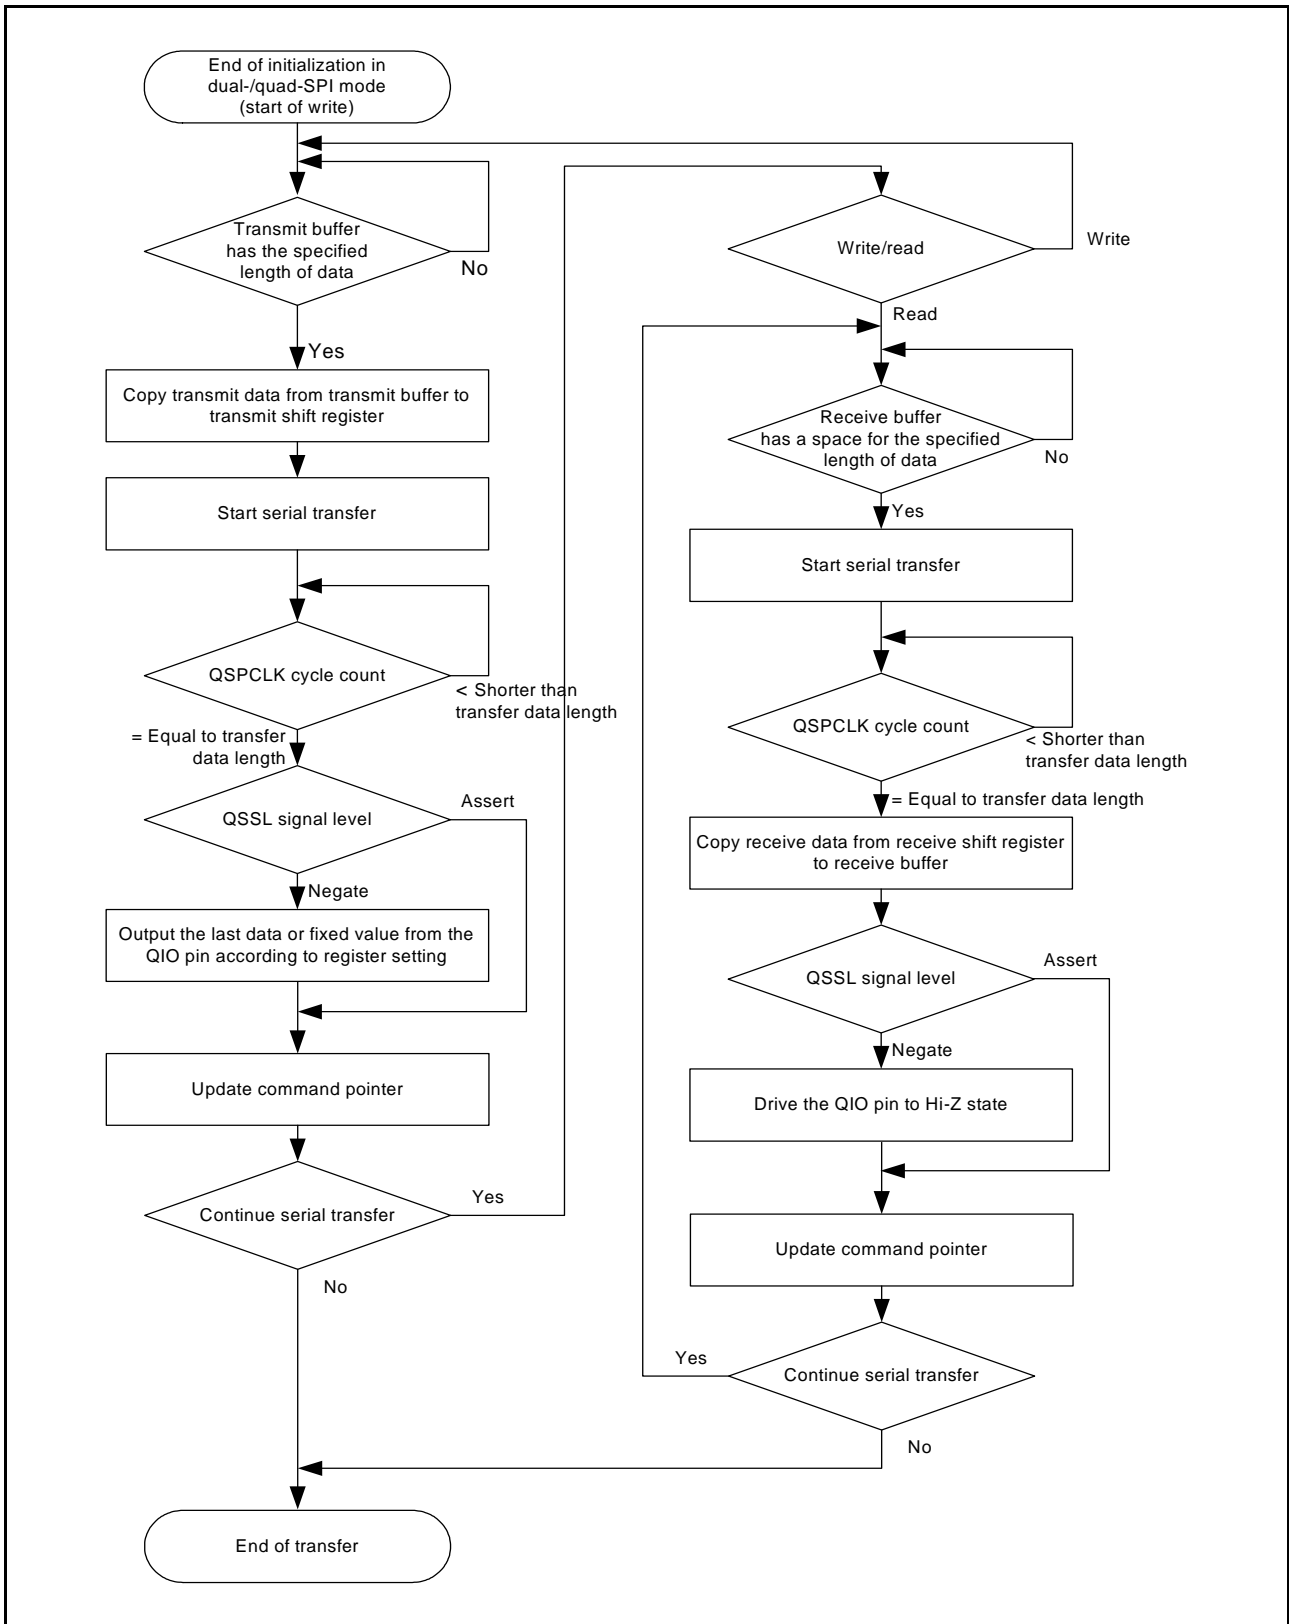 End of initialization in
dual-/quad-SPI mode
(start of write)
Transmit buffer
has the specified
length of data
No
Yes
Copy transmit data from transmit buffer to
transmit shift register
Start serial transfer
QSPCLK cycle count
< Shorter than
transfer data length
= Equal to transfer
data length
QSSL signal level
Assert
Negate
Output the last data or fixed value from the
QIO pin according to register setting
Update command pointer
Continue serial transfer
Yes
No
End of transfer
Write/read
Write
Read
Receive buffer
has a space for the specified
length of data
No
Yes
Start serial transfer
QSPCLK cycle count
< Shorter than
transfer data length
= Equal to transfer data length
Copy receive data from receive shift register
to receive buffer
QSSL signal level
Assert
Negate
Drive the QIO pin to Hi-Z state
Update command pointer
Continue serial transfer
Yes
No